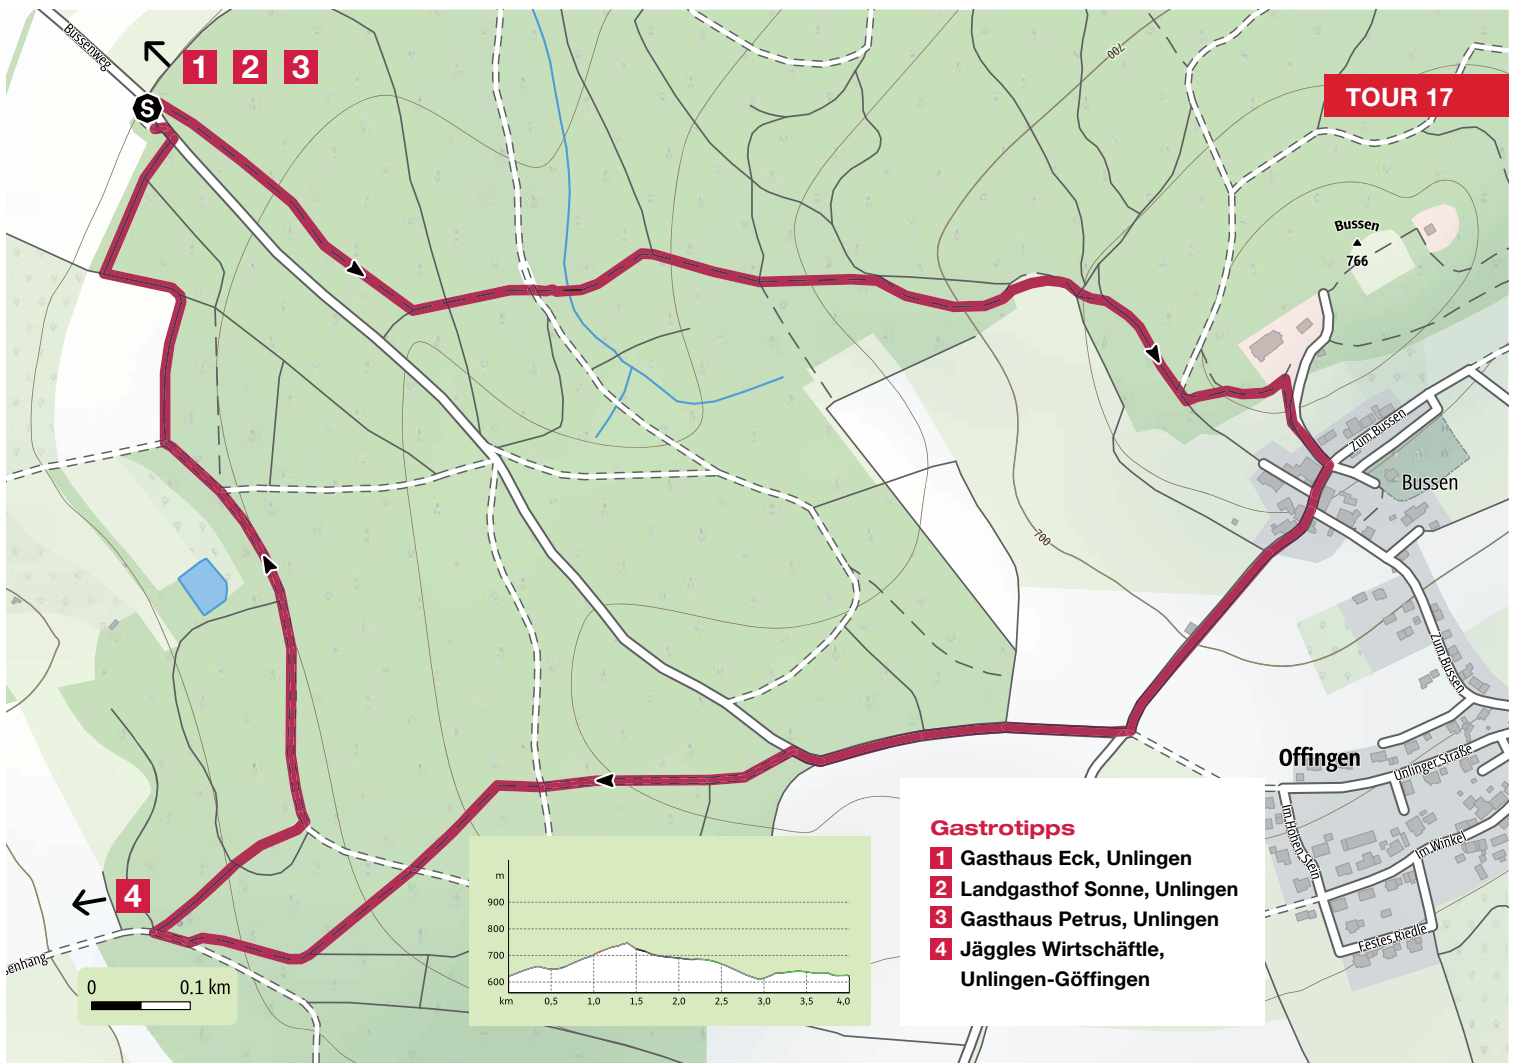 Bussenweg
1 2 3
S
TOUR 17
700
Bussen
766
Zum Bussen
Bussen
700
Zum Bussen
Offingen
Unlinger Straße
Im Hohen Stein
Im Winkel
Festes Riedle
Gastrotipps
1 Gasthaus Eck, Unlingen
2 Landgasthof Sonne, Unlingen
3 Gasthaus Petrus, Unlingen
4 Jäggles Wirtschäftle,
Unlingen-Göffingen
4
senhang
0 0.1 km
m
900
800
700
600
km 0,5 1,0 1,5 2,0 2,5 3,0 3,5 4,0